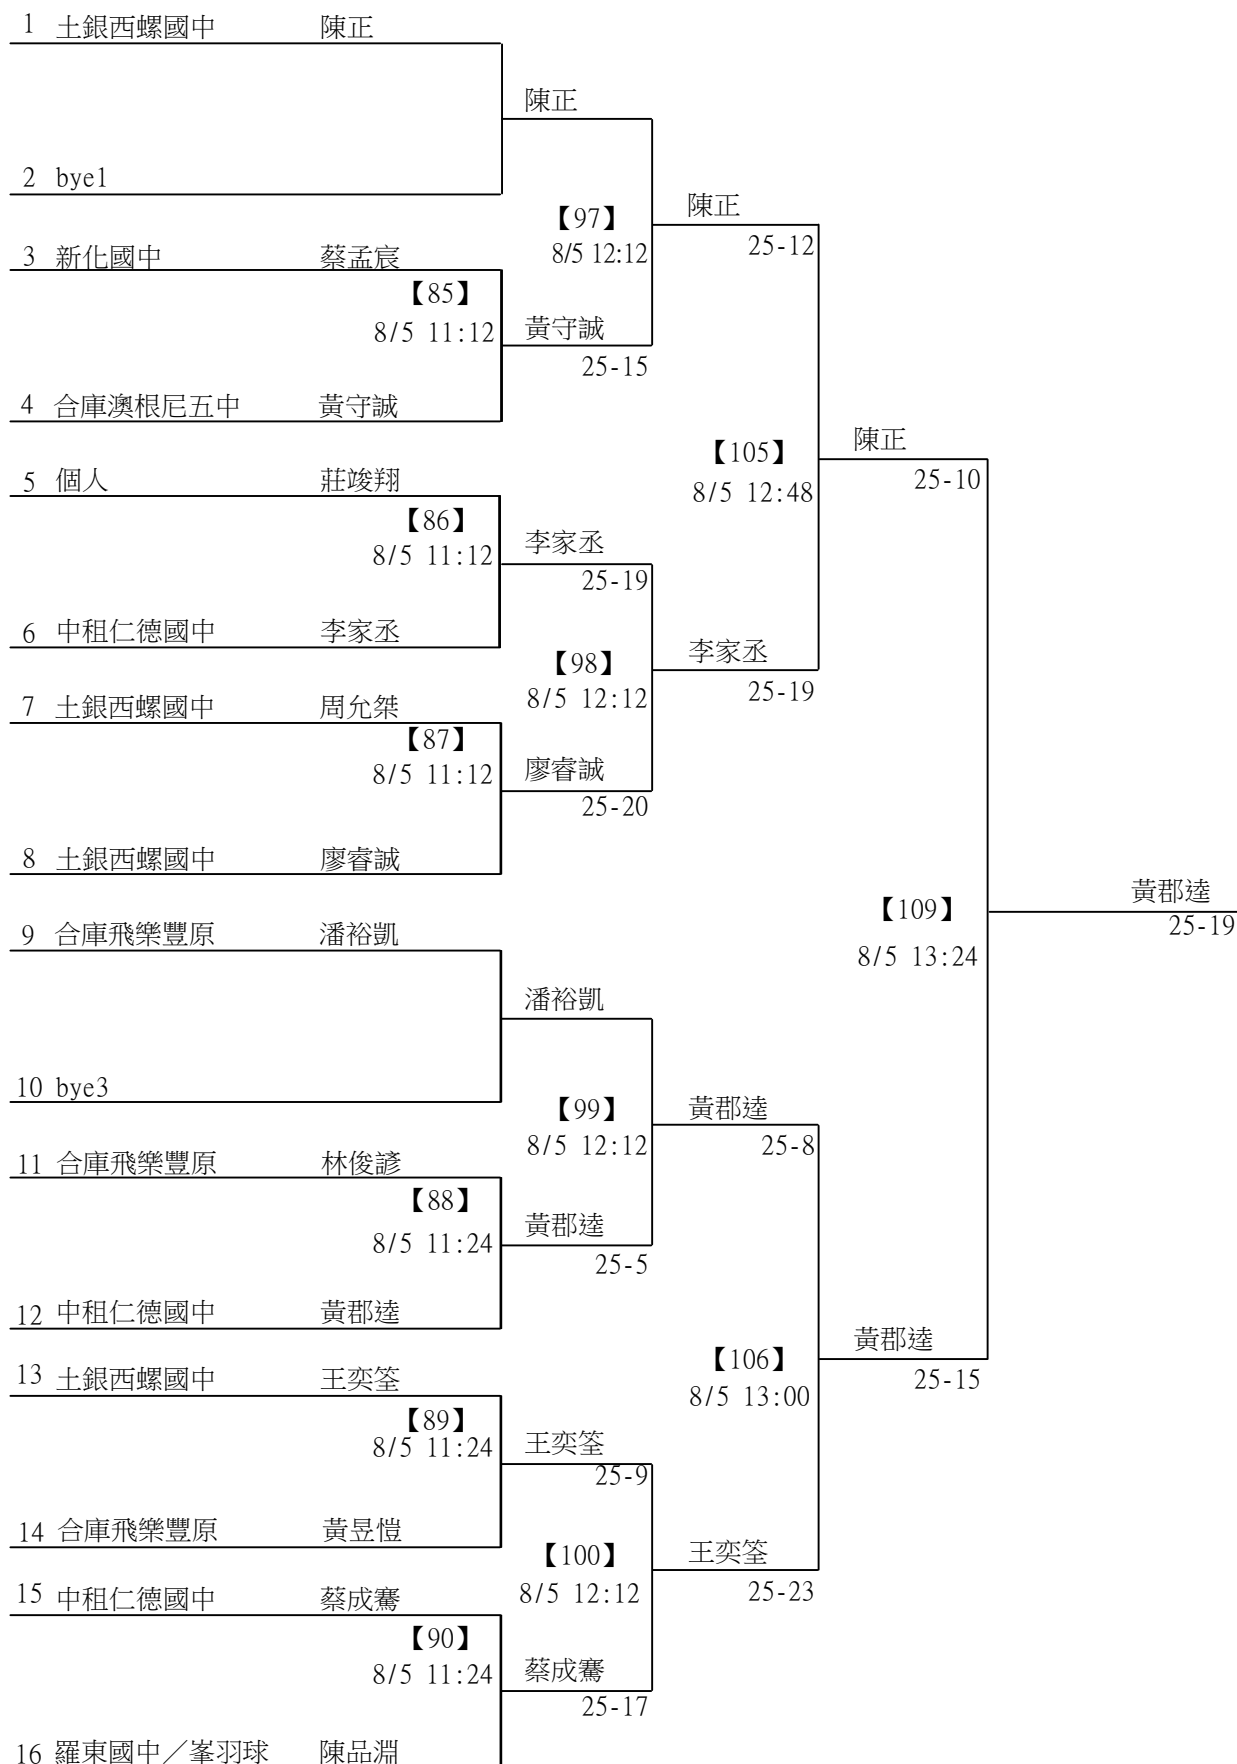 1 土銀西螺國中 陳正
陳正
2 bye1
陳正
【97】
25-12
8/5 12:12
3 新化國中 蔡孟宸
【85】
8/5 11:12
黃守誠
25-15
4 合庫澳根尼五中 黃守誠
陳正
【105】
25-10
8/5 12:48
5 個人 莊竣翔
【86】
8/5 11:12
李家丞
25-19
6 中租仁德國中 李家丞
李家丞
【98】
25-19
8/5 12:12
7 土銀西螺國中 周允桀
【87】
8/5 11:12
廖睿誠
25-20
8 土銀西螺國中 廖睿誠
黃郡逵
【109】
25-19
8/5 13:24
9 合庫飛樂豐原 潘裕凱
潘裕凱
10 bye3
黃郡逵
【99】
25-8
8/5 12:12
11 合庫飛樂豐原 林俊諺
【88】
8/5 11:24
黃郡逵
25-5
12 中租仁德國中 黃郡逵
黃郡逵
【106】
25-15
8/5 13:00
13 土銀西螺國中 王奕筌
【89】
8/5 11:24
王奕筌
25-9
14 合庫飛樂豐原 黃昱愷
王奕筌
【100】
25-23
8/5 12:12
15 中租仁德國中 蔡成騫
【90】
8/5 11:24
蔡成騫
25-17
16 羅東國中／峯羽球 陳品淵